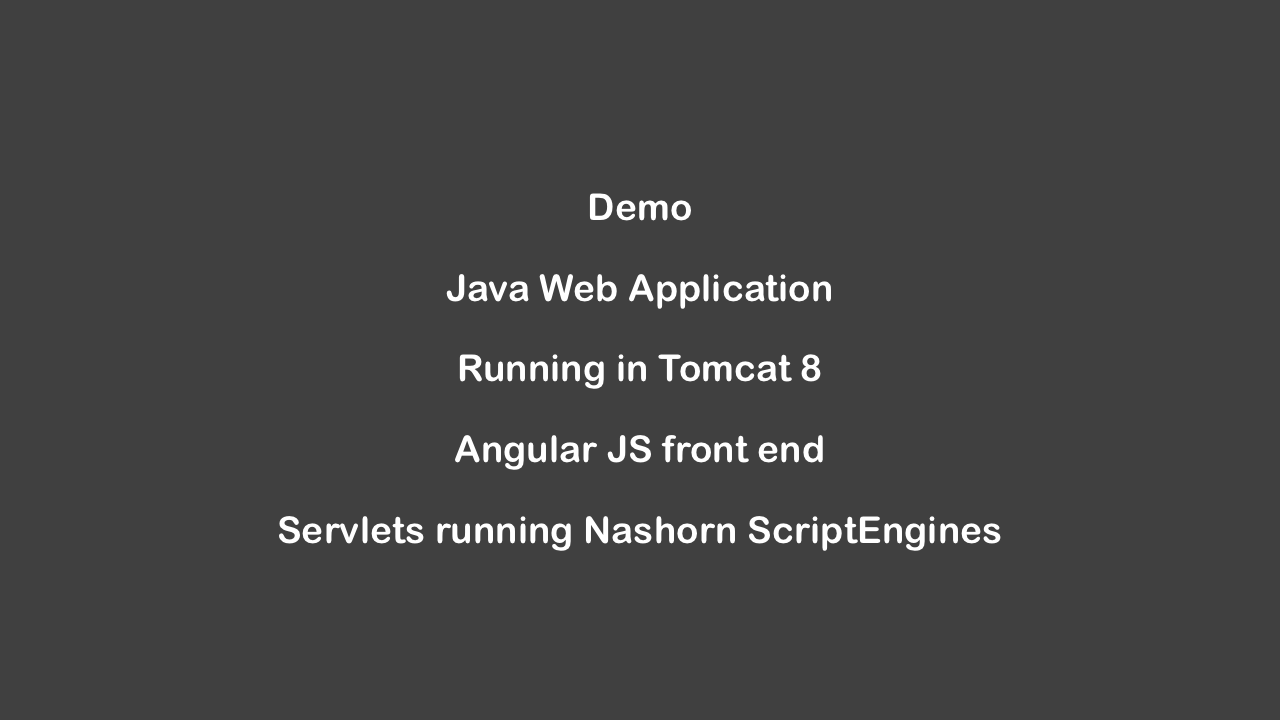 Demo
Java Web Application
Running in Tomcat 8
Angular JS front end
Servlets running Nashorn ScriptEngines